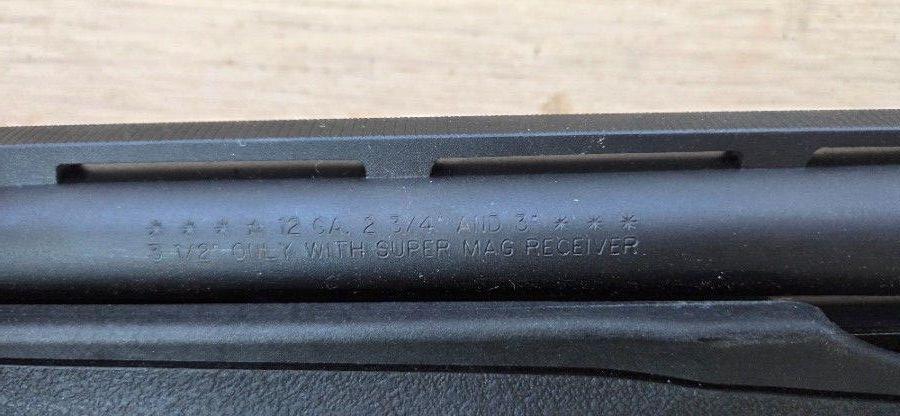 * * * * 12 GA. 2 3/4" AND 3" * * *
3 1/2" ONLY WITH SUPER MAG RECEIVER